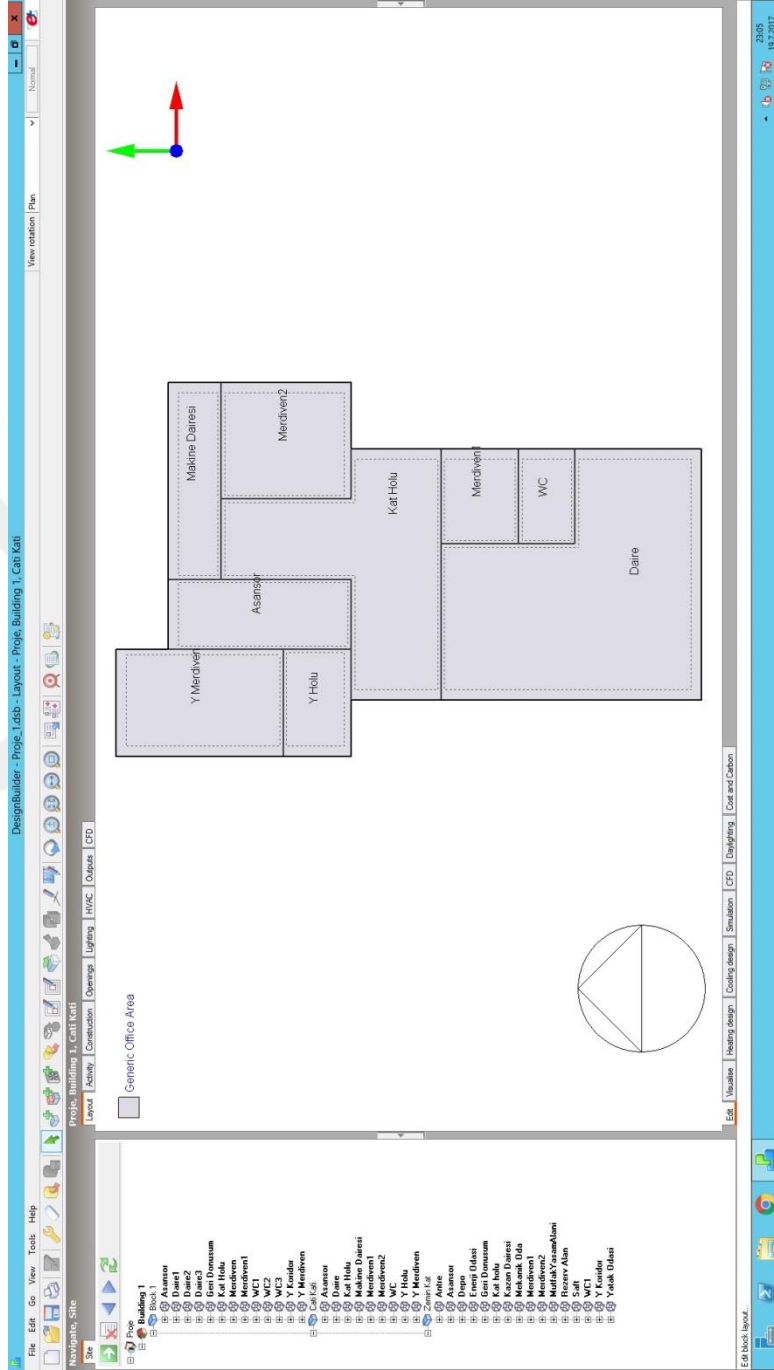 DesignBuilder - Proje_1.dsb - Layout - Proje, Building 1, Cati Kati
File Edit Go View Tools Help
View rotation Plan Normal
Navigate, Site
Site
Proje
Building 1
Block 1
Asansor
Daire1
Daire2
Daire3
Geri Donusum
Kat Holu
Merdiven
Merdiven1
WC1
WC2
WC3
Y Koridor
Y Merdiven
Cati Kati
Asansor
Daire
Kat Holu
Makine Dairesi
Merdiven1
Merdiven2
WC
Y Holu
Y Merdiven
Zemin Kat
Antre
Asansor
Depo
Enerji Odasi
Geri Donusum
Kat holu
Kazan Dairesi
Mekanik Oda
Merdiven1
Merdiven2
MutfakYasamAlani
Rezerv Alan
Saft
WC1
Y Koridor
Yatak Odasi
Proje, Building 1, Cati Kati
Layout Activity Construction Openings Lighting HVAC Outputs CFD
Generic Office Area
Makine Dairesi
Y Merdiven
Merdiven2
Asansor
Y Holu
Kat Holu
Merdiven1
WC
Daire
Edit Visualise Heating design Cooling design Simulation CFD Daylighting Cost and Carbon
Edit block layout.
23:05
19.7.2017